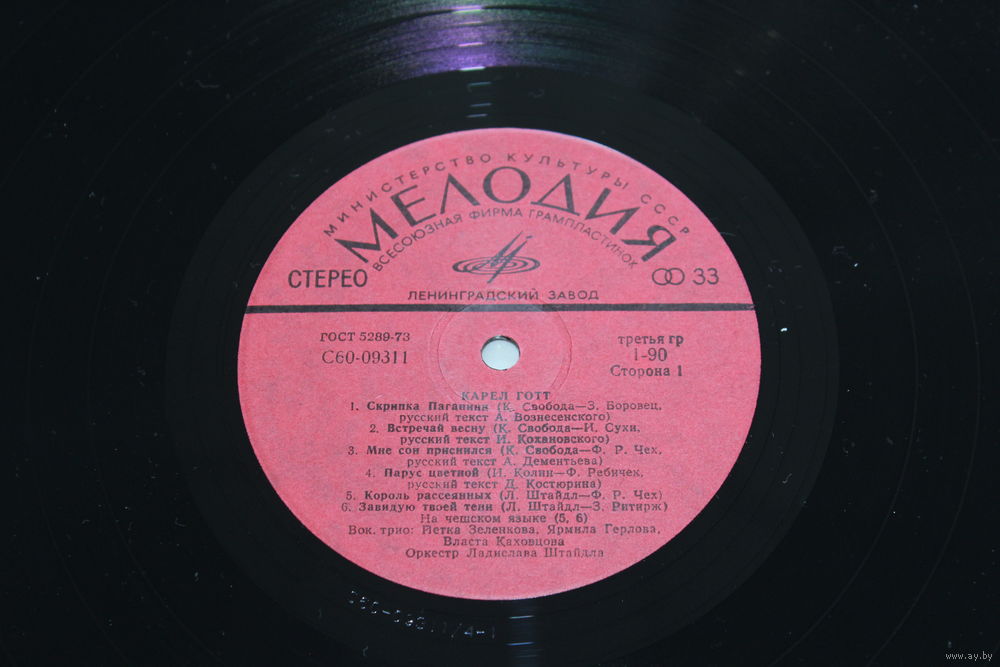 МИНИСТЕРСТВО КУЛЬТУРЫ СССР
МЕЛОДИЯ
ВСЕСОЮЗНАЯ ФИРМА ГРАМПЛАСТИНОК
СТЕРЕО
33
ЛЕНИНГРАДСКИЙ ЗАВОД
ГОСТ 5289-73
С60-09311
третья гр
1-90
Сторона 1
КАРЕЛ ГОТТ
1. Скрипка Паганини (К. Свобода—З. Боровец,
русский текст А. Вознесенского)
2. Встречай весну (К. Свобода—И. Сухи,
русский текст И. Кохановского)
3. Мне сон приснился (К. Свобода—Ф. Р. Чех,
русский текст А. Дементьева)
4. Парус цветной (И. Колин—Ф. Ребичек,
русский текст Д. Костюрина)
5. Король рассеянных (Л. Штайдл—Ф. Р. Чех)
6. Завидую твоей тени (Л. Штайдл—З. Ритирж)
На чешском языке (5, 6)
Вок. трио: Иетка Зеленкова, Ярмила Герлова,
Власта Каховцова
Оркестр Ладислава Штайдла
www.ay.by